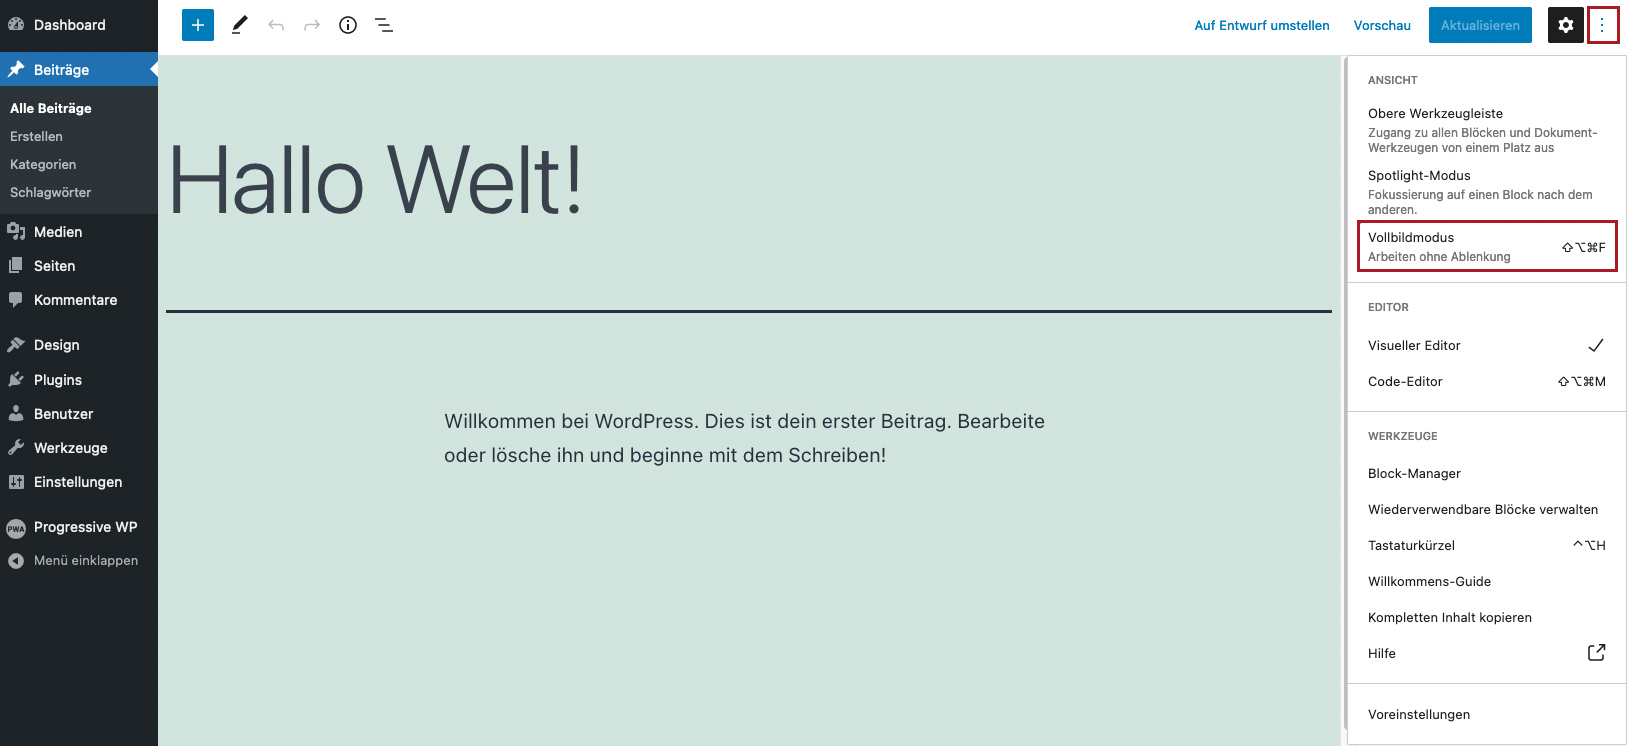 Dashboard
Beiträge
Alle Beiträge
Erstellen
Kategorien
Schlagwörter
Medien
Seiten
Kommentare
Design
Plugins
Benutzer
Werkzeuge
Einstellungen
PWA Progressive WP
Menü einklappen
Auf Entwurf umstellen Vorschau Aktualisieren
Hallo Welt!
Willkommen bei WordPress. Dies ist dein erster Beitrag. Bearbeite
oder lösche ihn und beginne mit dem Schreiben!
ANSICHT
Obere Werkzeugleiste
Zugang zu allen Blöcken und Dokument-
Werkzeugen von einem Platz aus
Spotlight-Modus
Fokussierung auf einen Block nach dem
anderen.
Vollbildmodus ⇧⌥⌘F
Arbeiten ohne Ablenkung
EDITOR
Visueller Editor
Code-Editor ⇧⌥⌘M
WERKZEUGE
Block-Manager
Wiederverwendbare Blöcke verwalten
Tastaturkürzel ⌃⌥H
Willkommens-Guide
Kompletten Inhalt kopieren
Hilfe
Voreinstellungen